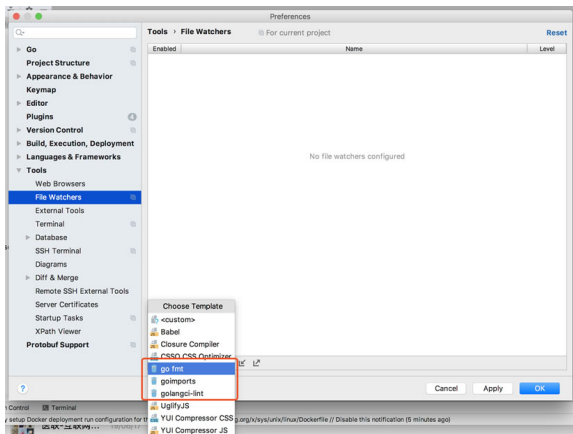 Preferences
Tools › File Watchers
For current project
Reset
Go
Project Structure
Appearance & Behavior
Keymap
Editor
Plugins 4
Version Control
Build, Execution, Deployment
Languages & Frameworks
Tools
Web Browsers
File Watchers
External Tools
Terminal
Database
SSH Terminal
Diagrams
Diff & Merge
Remote SSH External Tools
Server Certificates
Startup Tasks
XPath Viewer
Protobuf Support
Enabled Name Level
No file watchers configured
Choose Template
<custom>
Babel
Closure Compiler
CSSO CSS Optimizer
go fmt
goimports
golangci-lint
UglifyJS
YUI Compressor CSS
YUI Compressor JS
?
Cancel Apply OK
Control Terminal
y setup Docker deployment run configuration for th
g.org/x/sys/unix/linux/Dockerfile // Disable this notification (5 minutes ago)